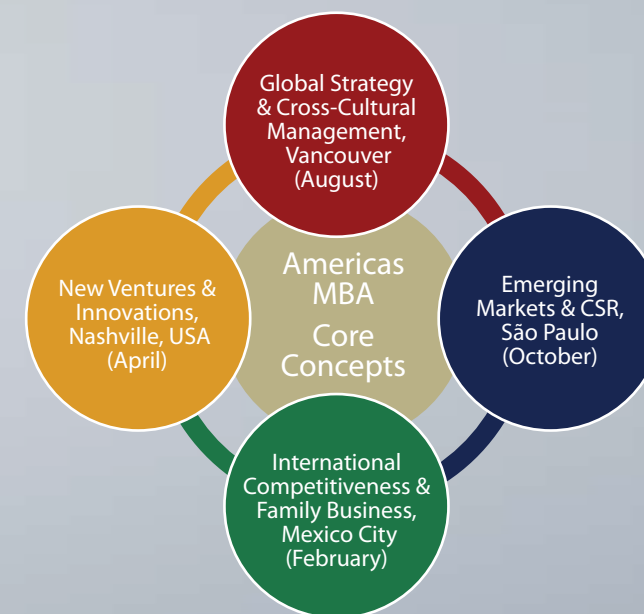 Global Strategy
& Cross-Cultural
Management,
Vancouver
(August)
Americas
MBA
Core
Concepts
Emerging
Markets & CSR,
São Paulo
(October)
International
Competitiveness &
Family Business,
Mexico City
(February)
New Ventures &
Innovations,
Nashville, USA
(April)